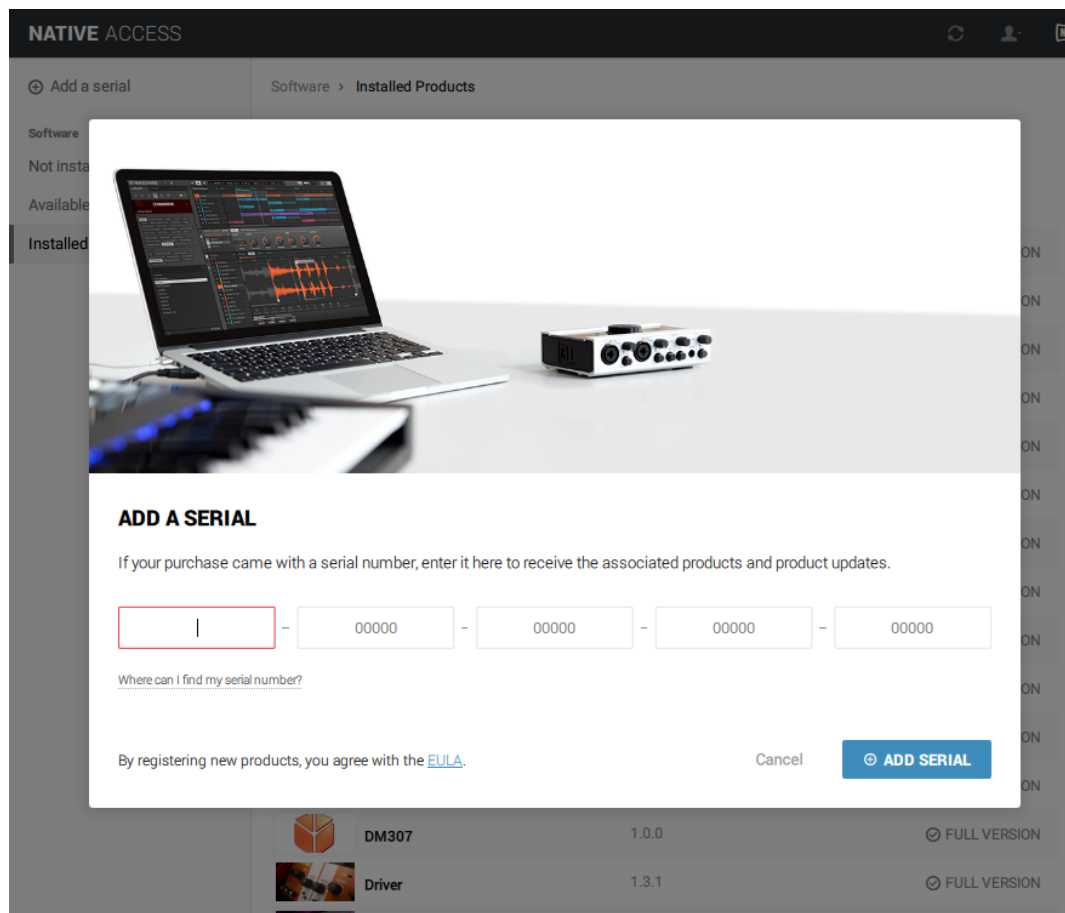 NATIVE ACCESS
Add a serial
Software > Installed Products
Software
Not insta
Available
Installed
ON
ON
ON
ON
ON
ON
ON
ON
ON
ON
ON
ON
ADD A SERIAL
If your purchase came with a serial number, enter it here to receive the associated products and product updates.
– 00000 – 00000 – 00000 – 00000
Where can I find my serial number?
By registering new products, you agree with the EULA.
Cancel
ADD SERIAL
DM307 1.0.0 FULL VERSION
Driver 1.3.1 FULL VERSION